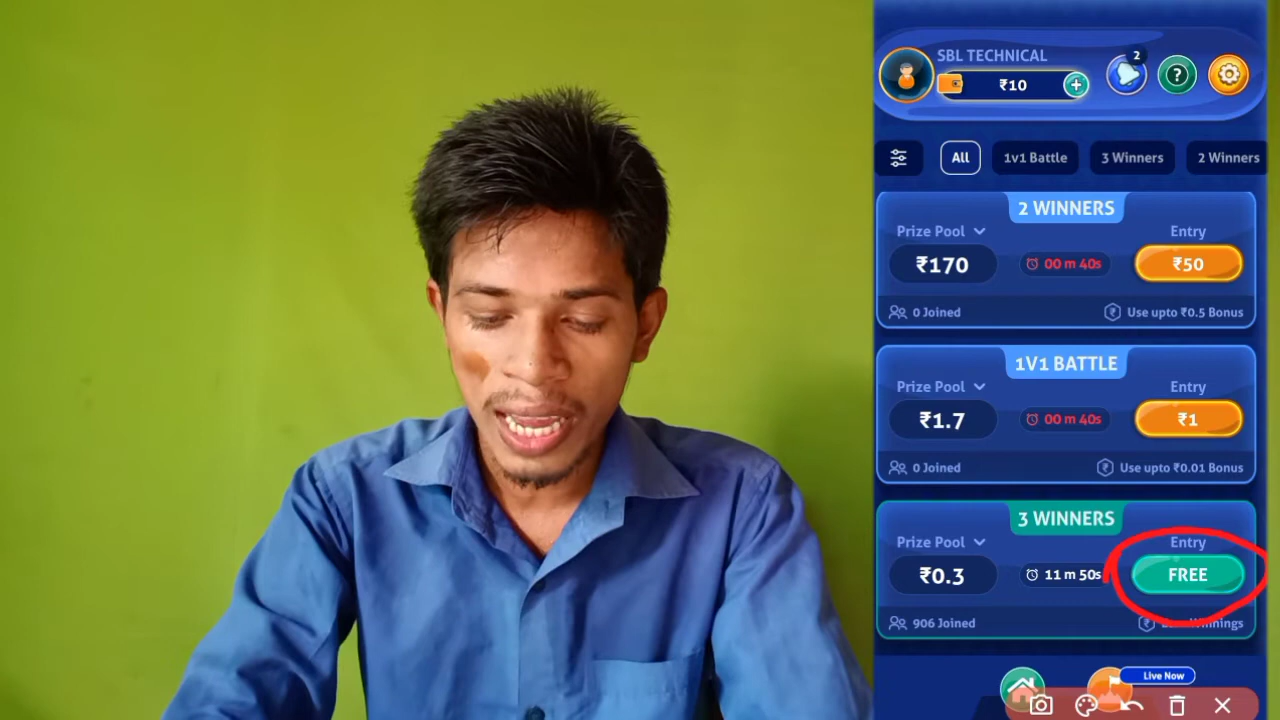 SBL TECHNICAL
2
₹10
+
?
All
1v1 Battle
3 Winners
2 Winners
2 WINNERS
Prize Pool
Entry
₹170
00 m 40s
₹50
0 Joined
Use upto ₹0.5 Bonus
1V1 BATTLE
Prize Pool
Entry
₹1.7
00 m 40s
₹1
0 Joined
Use upto ₹0.01 Bonus
3 WINNERS
Prize Pool
Entry
₹0.3
11 m 50s
FREE
906 Joined
Live Now